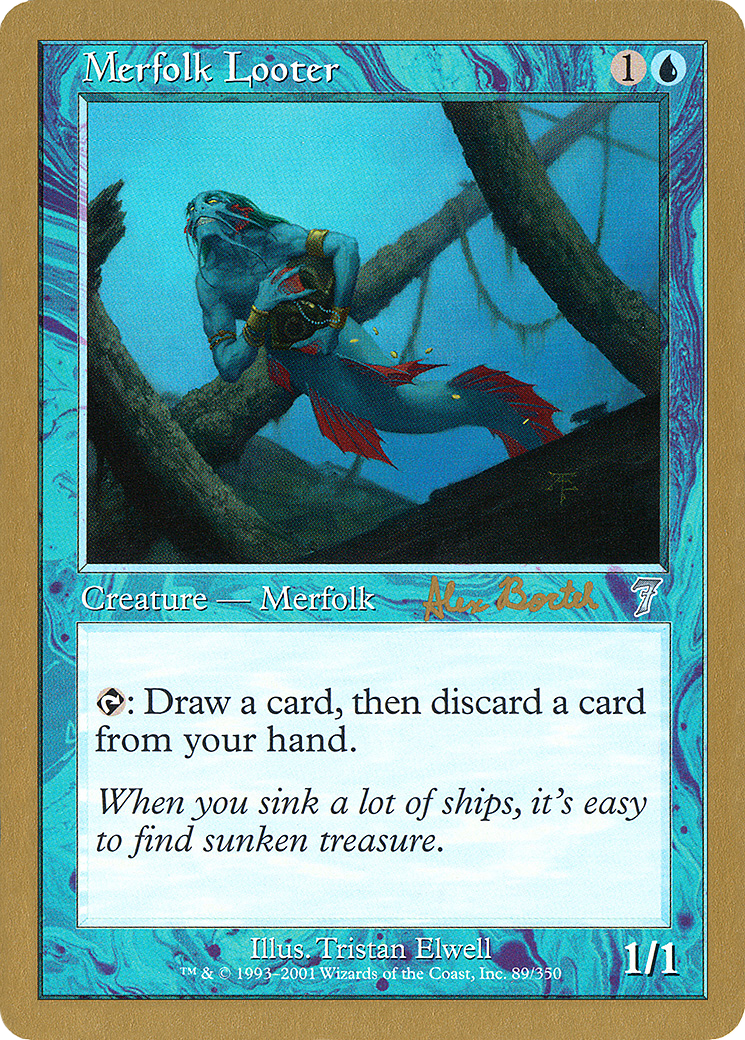 Merfolk Looter 1
Creature — Merfolk Alex Borteh 7
: Draw a card, then discard a card
from your hand.
When you sink a lot of ships, it's easy
to find sunken treasure.
Illus. Tristan Elwell
™ & © 1993–2001 Wizards of the Coast, Inc. 89/350
1/1